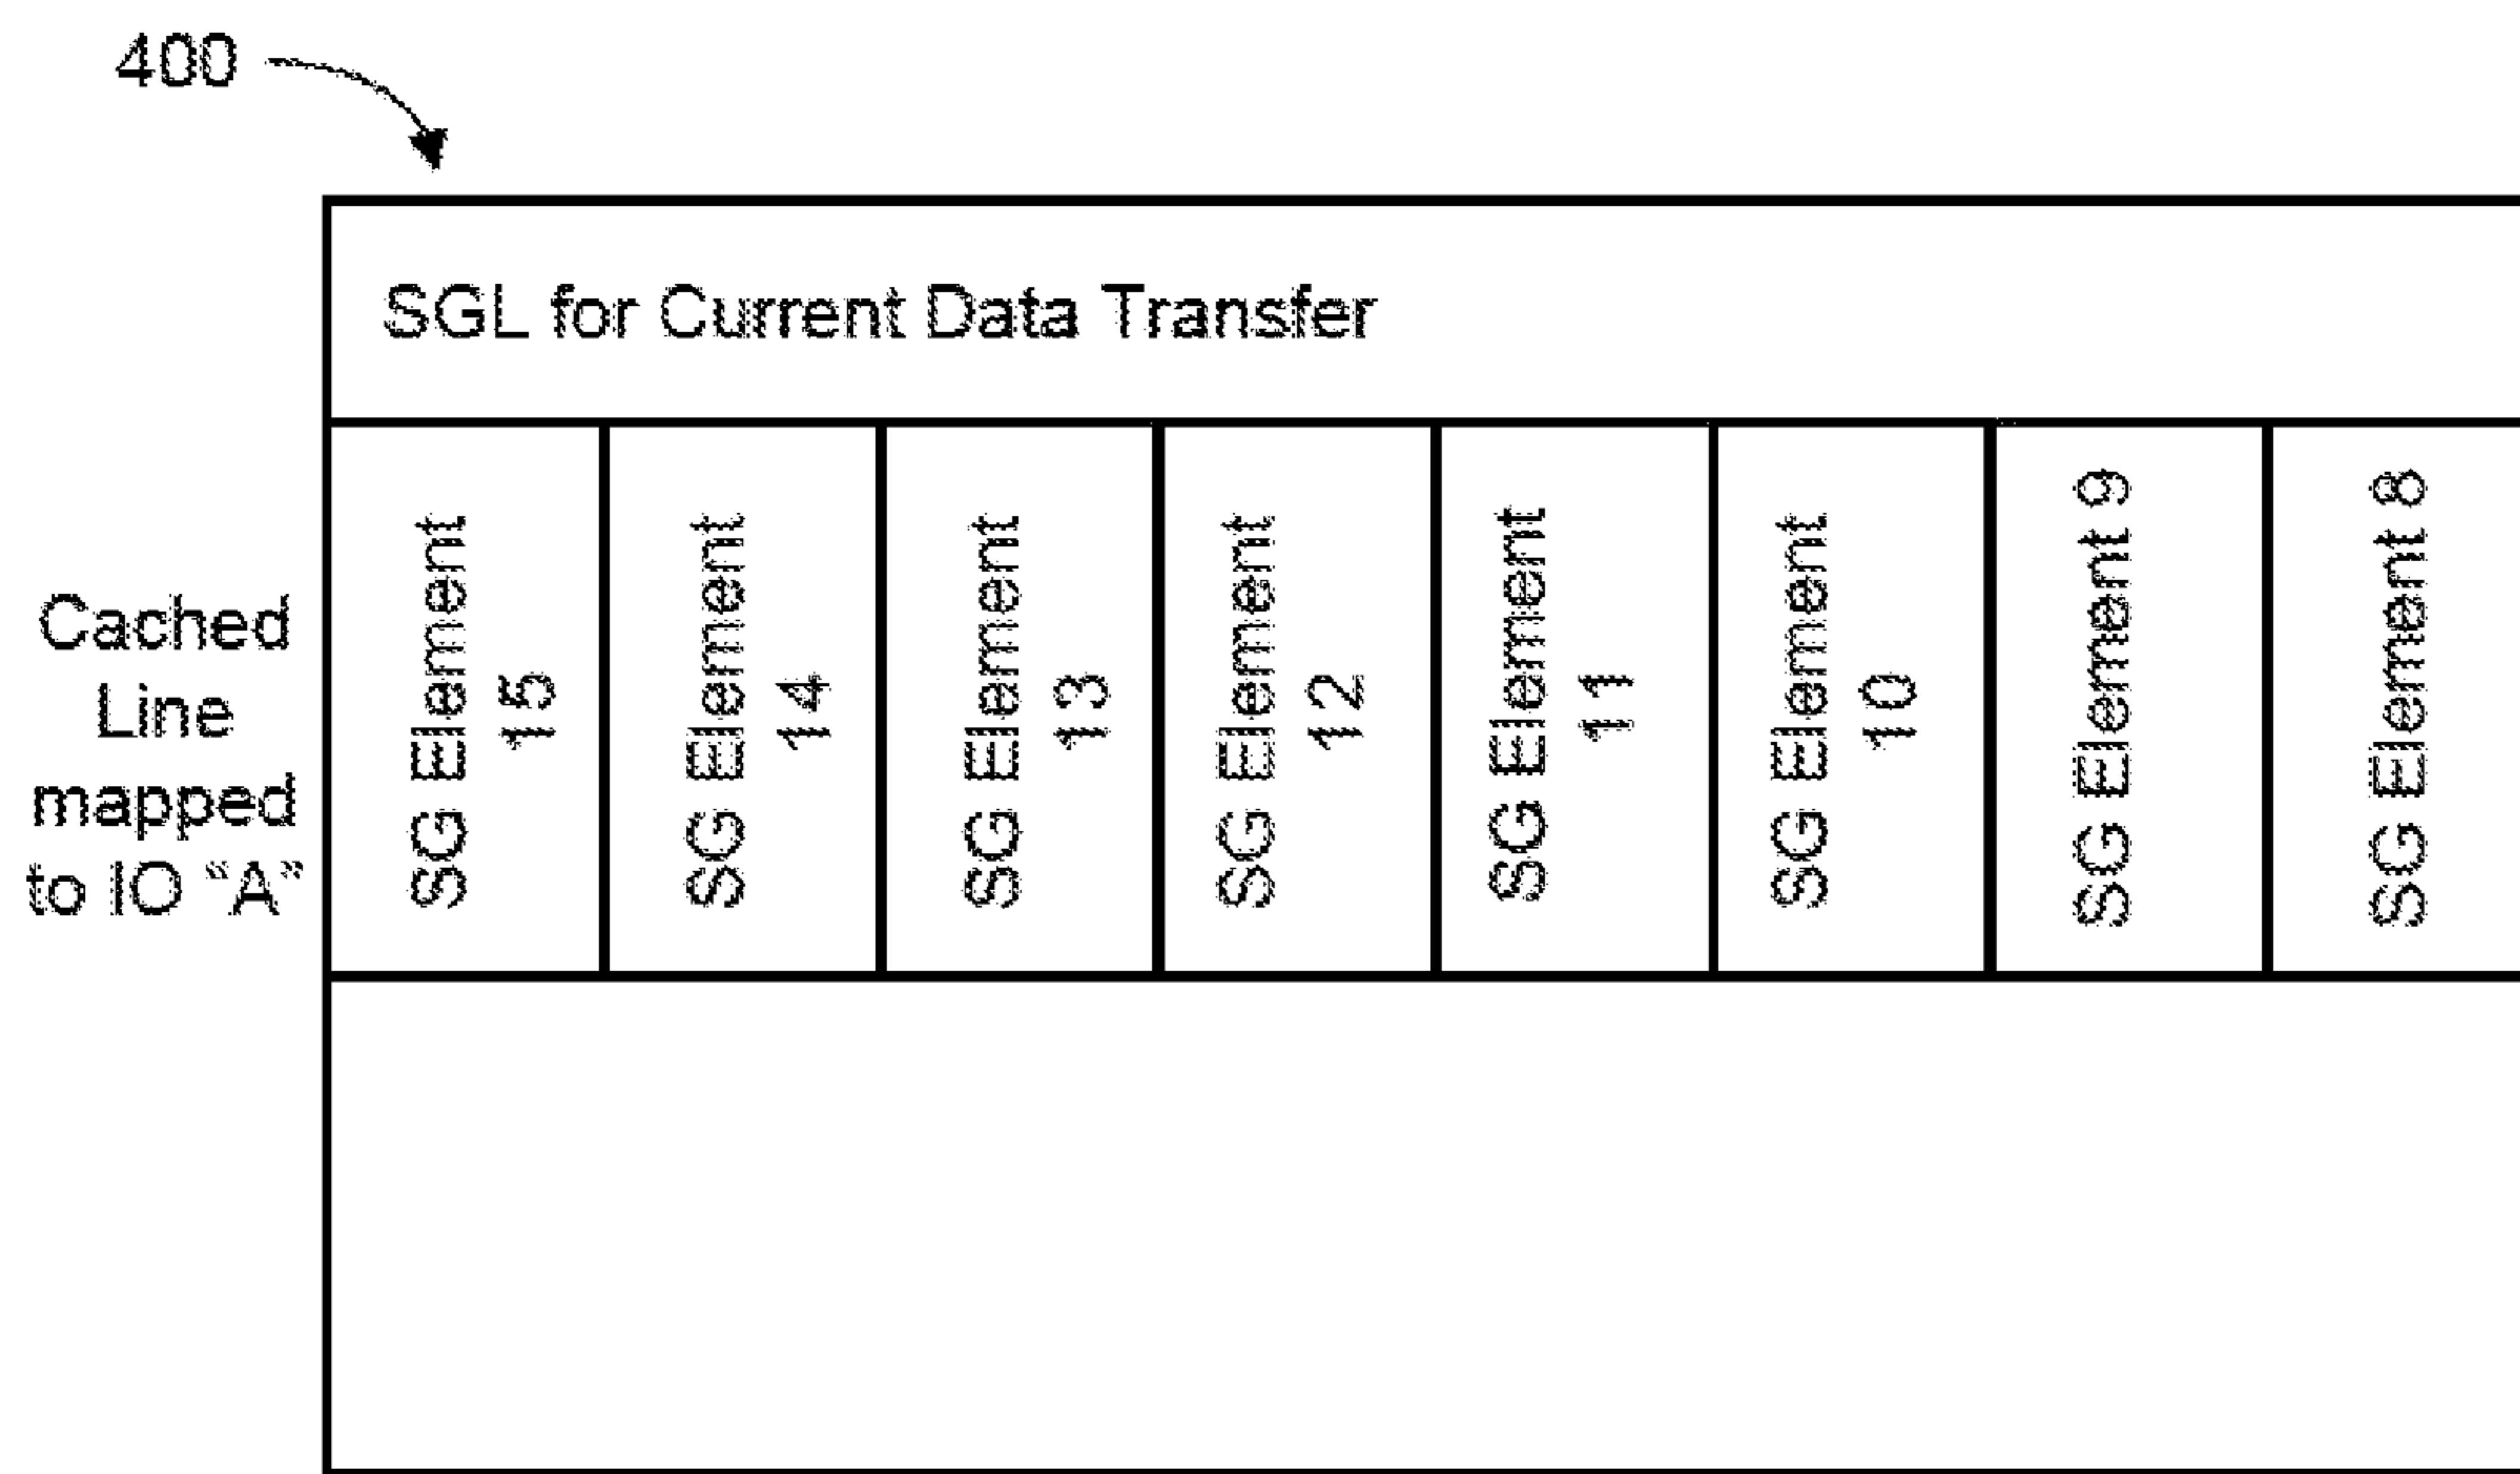 400
SGL for Current Data Transfer
Cached
Line
mapped
to IO “A”
SG Element
15
SG Element
14
SG Element
13
SG Element
12
SG Element
11
SG Element
10
SG Element 9
SG Element 8